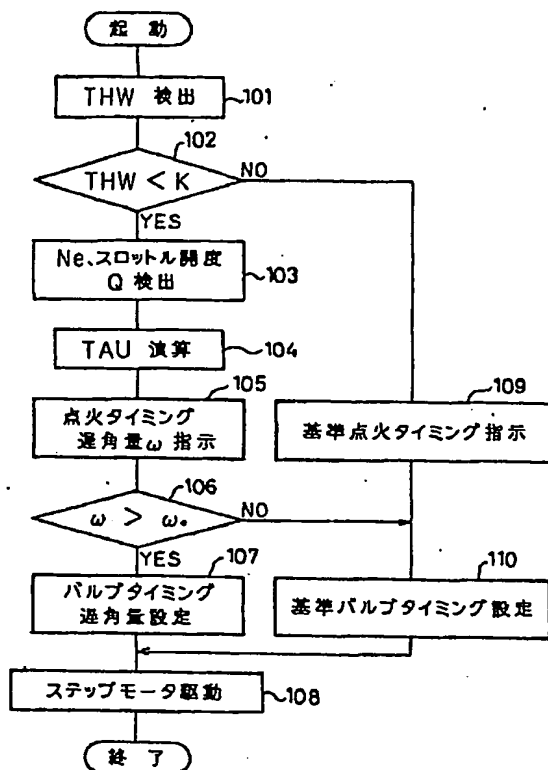 起動
THW 検出
101
102
THW < K
NO
YES
Ne、スロットル開度
Q 検出
103
TAU 演算
104
105
点火タイミング
遅角量ω 指示
109
基準点火タイミング指示
106
ω > ω₀
NO
YES
107
バルブタイミング
遅角量設定
110
基準バルブタイミング設定
ステップモータ駆動
108
終了